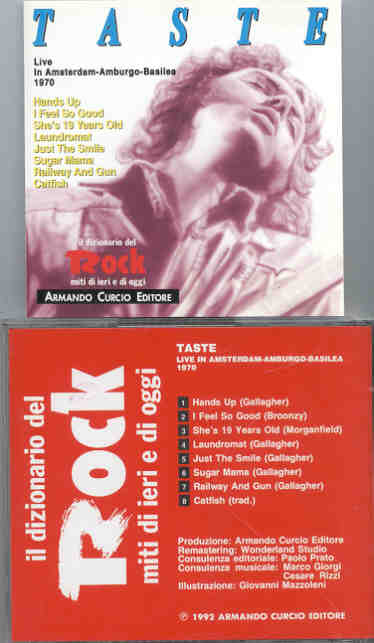 TASTE
Live
In Amsterdam-Amburgo-Basilea
1970
Hands Up
I Feel So Good
She's 19 Years Old
Laundromat
Just The Smile
Sugar Mama
Railway And Gun
Catfish
il dizionario del
Rock
miti di ieri e di oggi
ARMANDO CURCIO EDITORE
il dizionario del
Rock
miti di ieri e di oggi
TASTE
LIVE IN AMSTERDAM-AMBURGO-BASILEA
1970
1 Hands Up (Gallagher)
2 I Feel So Good (Broonzy)
3 She's 19 Years Old (Morganfield)
4 Laundromat (Gallagher)
5 Just The Smile (Gallagher)
6 Sugar Mama (Gallagher)
7 Railway And Gun (Gallagher)
8 Catfish (trad.)
Produzione: Armando Curcio Editore
Remastering: Wonderland Studio
Consulenza editoriale: Paolo Prato
Consulenza musicale: Marco Giorgi
Cesare Rizzi
Illustrazione: Giovanni Mazzoleni
℗ 1992 ARMANDO CURCIO EDITORE